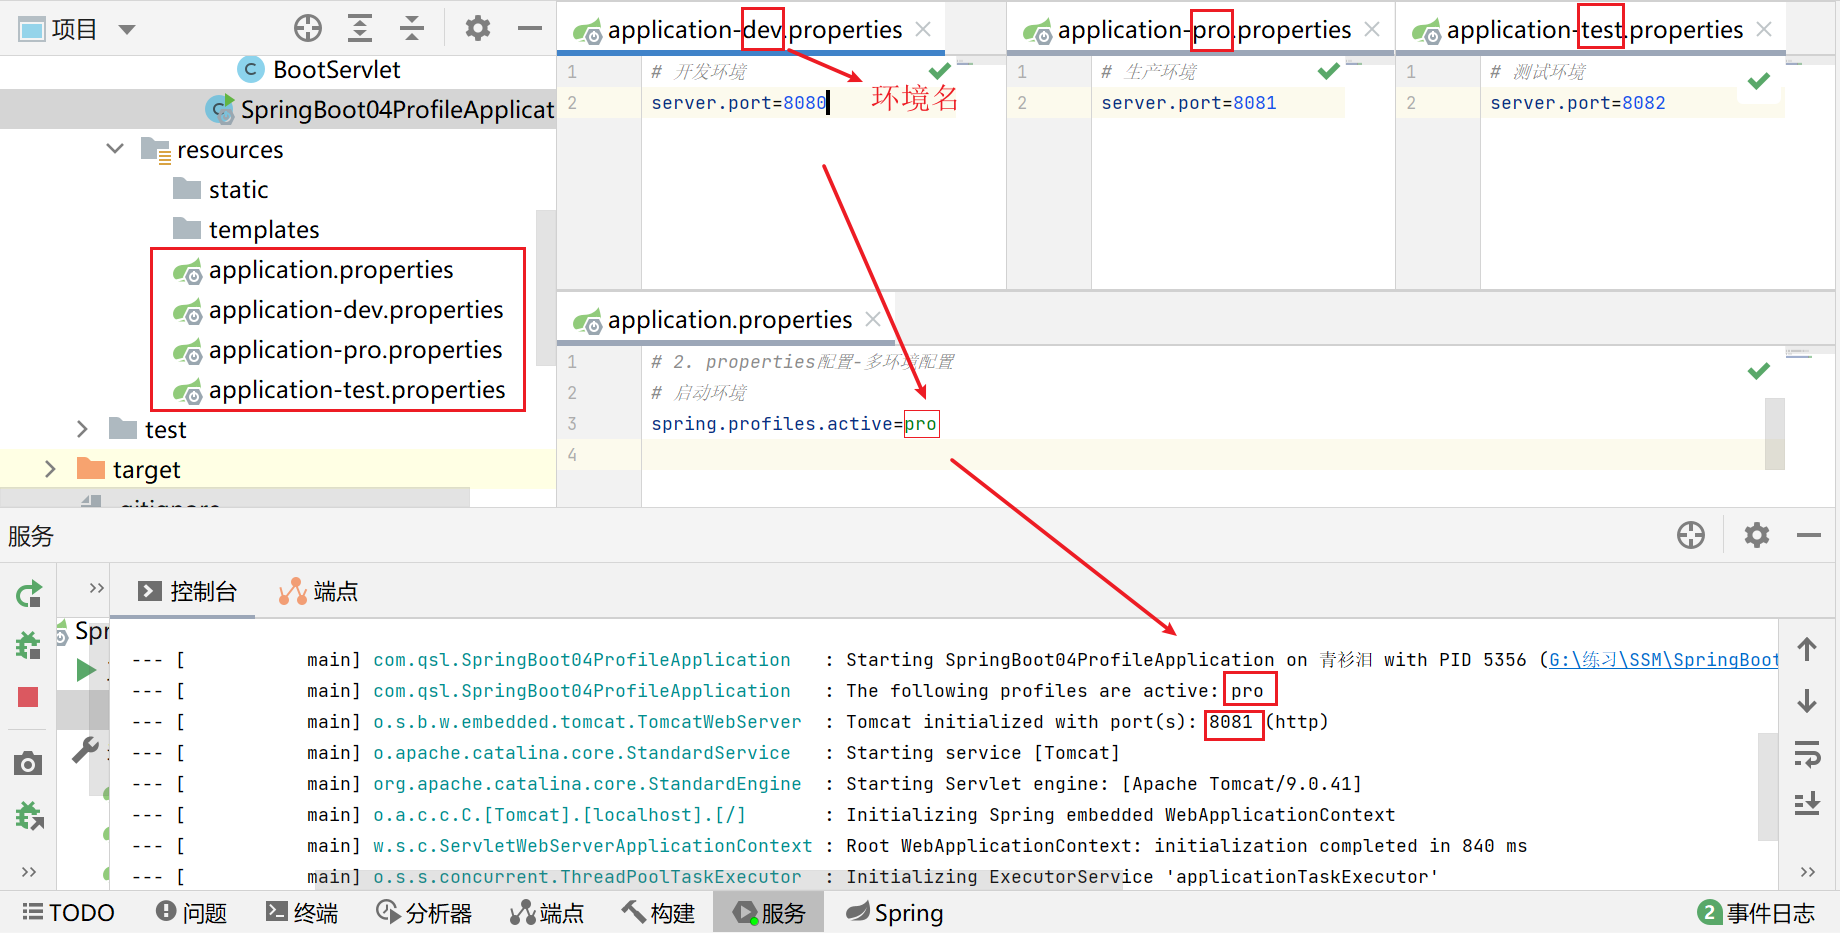 项目
BootServlet
SpringBoot04ProfileApplicat
resources
static
templates
application.properties
application-dev.properties
application-pro.properties
application-test.properties
test
target
.gitignore
application-dev.properties
1 # 开发环境
2 server.port=8080
环境名
application-pro.properties
1 # 生产环境
2 server.port=8081
application-test.properties
1 # 测试环境
2 server.port=8082
application.properties
1 # 2. properties配置-多环境配置
2 # 启动环境
3 spring.profiles.active=pro
4
服务
控制台 端点
Spr
--- [ main] com.qsl.SpringBoot04ProfileApplication : Starting SpringBoot04ProfileApplication on 青衫泪 with PID 5356 (G:\练习\SSM\SpringBoot
--- [ main] com.qsl.SpringBoot04ProfileApplication : The following profiles are active: pro
--- [ main] o.s.b.w.embedded.tomcat.TomcatWebServer : Tomcat initialized with port(s): 8081 (http)
--- [ main] o.apache.catalina.core.StandardService : Starting service [Tomcat]
--- [ main] org.apache.catalina.core.StandardEngine : Starting Servlet engine: [Apache Tomcat/9.0.41]
--- [ main] o.a.c.c.C.[Tomcat].[localhost].[/] : Initializing Spring embedded WebApplicationContext
--- [ main] w.s.c.ServletWebServerApplicationContext : Root WebApplicationContext: initialization completed in 840 ms
--- [ main] o.s.s.concurrent.ThreadPoolTaskExecutor : Initializing ExecutorService 'applicationTaskExecutor'
TODO 问题 终端 分析器 端点 构建 服务 Spring 2 事件日志